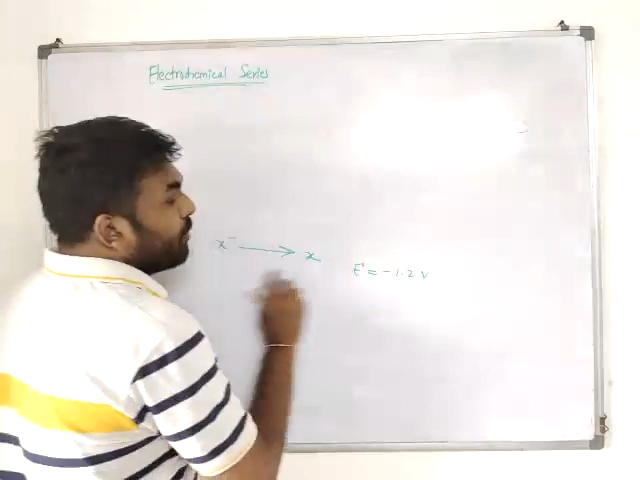 Electrochemical Series
x⁻ → x
E° = -1.2 V